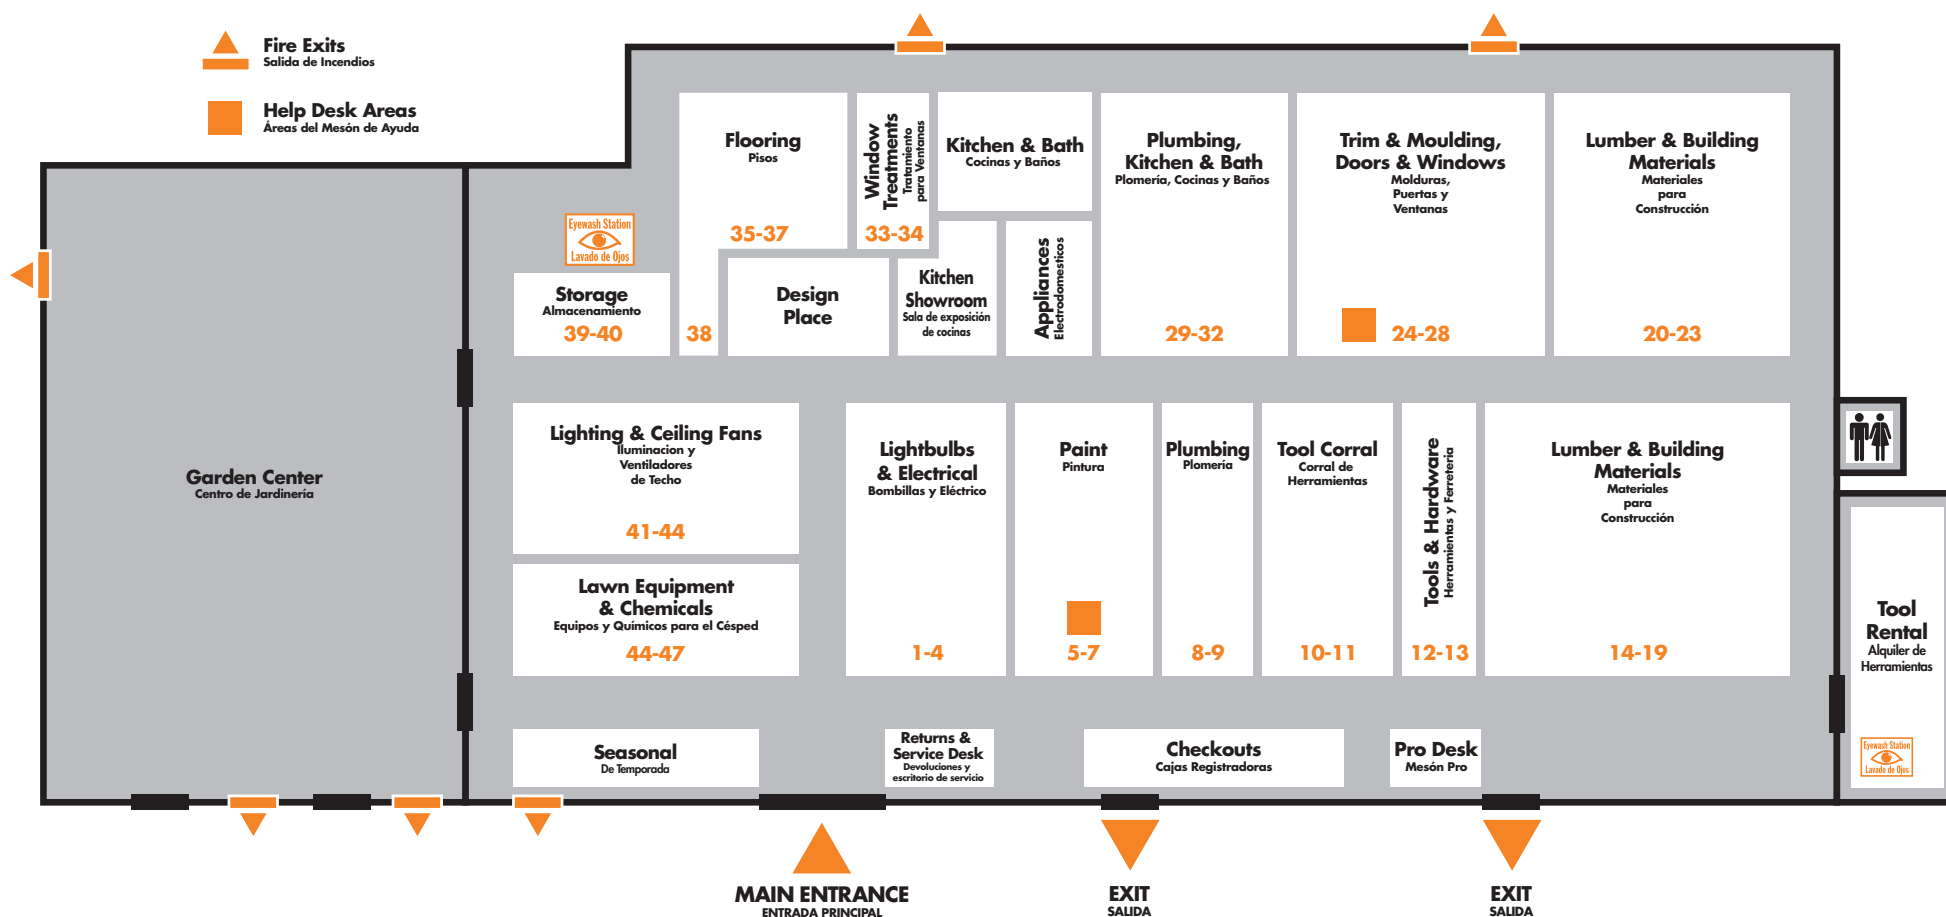 Fire Exits
Salida de Incendios
Help Desk Areas
Áreas del Mesón de Ayuda
Flooring
Pisos
35-37
38
Window
Treatments
Tratamiento
para Ventanas
33-34
Kitchen & Bath
Cocinas y Baños
Plumbing,
Kitchen & Bath
Plomería, Cocinas y Baños
29-32
Trim & Moulding,
Doors & Windows
Molduras,
Puertas y
Ventanas
24-28
Lumber & Building
Materials
Materiales
para
Construcción
20-23
Eyewash Station
Lavado de Ojos
Storage
Almacenamiento
39-40
Design
Place
Kitchen
Showroom
Sala de exposición
de cocinas
Appliances
Electrodomesticos
Garden Center
Centro de Jardinería
Lighting & Ceiling Fans
Iluminacion y
Ventiladores
de Techo
41-44
Lawn Equipment
& Chemicals
Equipos y Químicos para el Césped
44-47
Lightbulbs
& Electrical
Bombillas y Eléctrico
1-4
Paint
Pintura
5-7
Plumbing
Plomería
8-9
Tool Corral
Corral de
Herramientas
10-11
Tools & Hardware
Herramientas y Ferreteria
12-13
Lumber & Building
Materials
Materiales
para
Construcción
14-19
Tool
Rental
Alquiler de
Herramientas
Eyewash Station
Lavado de Ojos
Seasonal
De Temporada
Returns &
Service Desk
Devoluciones y
escritorio de servicio
Checkouts
Cajas Registradoras
Pro Desk
Mesón Pro
MAIN ENTRANCE
ENTRADA PRINCIPAL
EXIT
SALIDA
EXIT
SALIDA